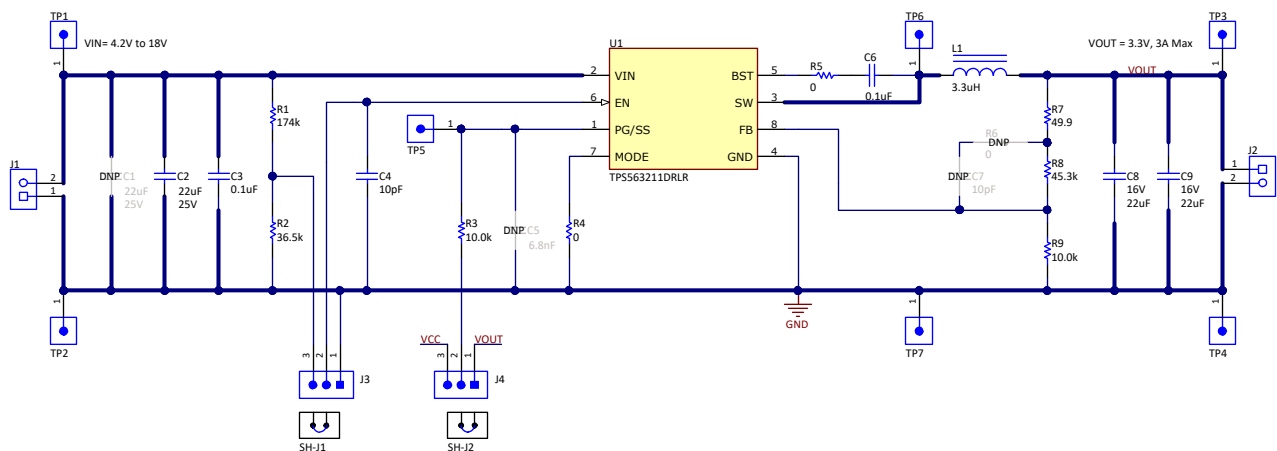 TP1
TP6
TP3
VIN= 4.2V to 18V
VOUT = 3.3V, 3A Max
U1
1
1
1
L1
C6
R5
2
VIN
BST
5
0
0.1uF
3.3uH
VOUT
6
EN
SW
3
R1
174k
R7
49.9
TP5
1
1
PG/SS
FB
8
R6
DNP
0
7
MODE
GND
4
TPS563211DRLR
J1
2
1
DNP
C1
22uF
25V
C2
22uF
25V
C3
0.1uF
C4
10pF
DNP
C7
10pF
R8
45.3k
C8
16V
22uF
C9
16V
22uF
J2
1
2
R2
36.5k
R3
10.0k
DNP
C5
6.8nF
R4
0
R9
10.0k
1
1
1
GND
TP2
TP7
TP4
VCC
VOUT
3
2
1
J3
3
2
1
J4
SH-J1
SH-J2